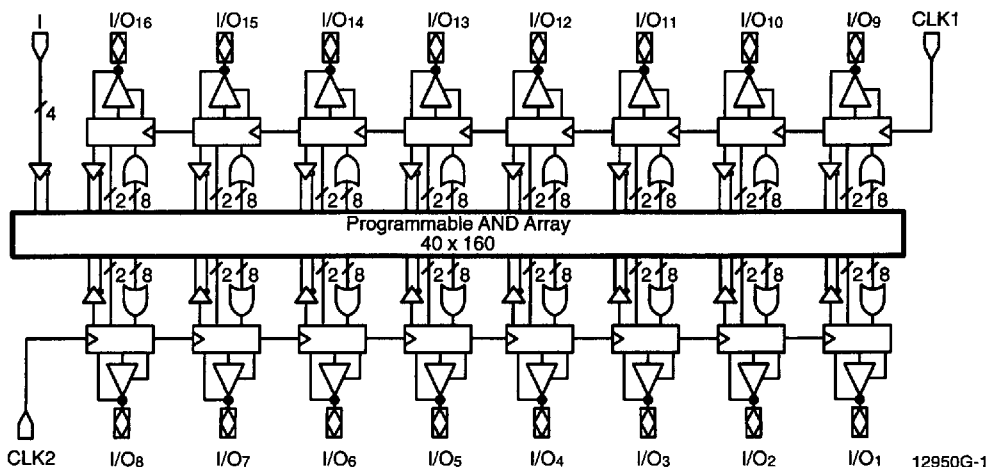 I I/O16 I/O15 I/O14 I/O13 I/O12 I/O11 I/O10 I/O9 CLK1
4
2 8 2 8 2 8 2 8 2 8 2 8 2 8 2 8
Programmable AND Array
40 x 160
2 8 2 8 2 8 2 8 2 8 2 8 2 8 2 8
CLK2 I/O8 I/O7 I/O6 I/O5 I/O4 I/O3 I/O2 I/O1 12950G-1